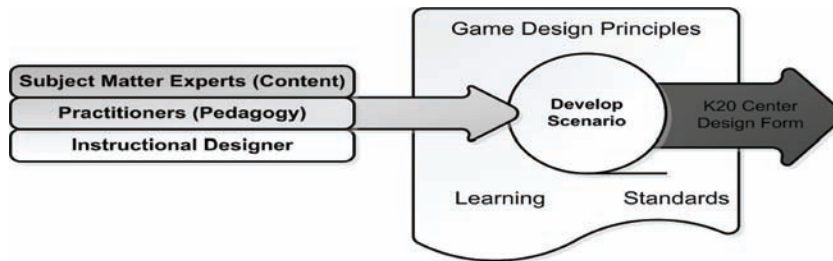 Game Design Principles
Subject Matter Experts (Content)
Practitioners (Pedagogy)
Instructional Designer
Develop
Scenario
K20 Center
Design Form
Learning
Standards